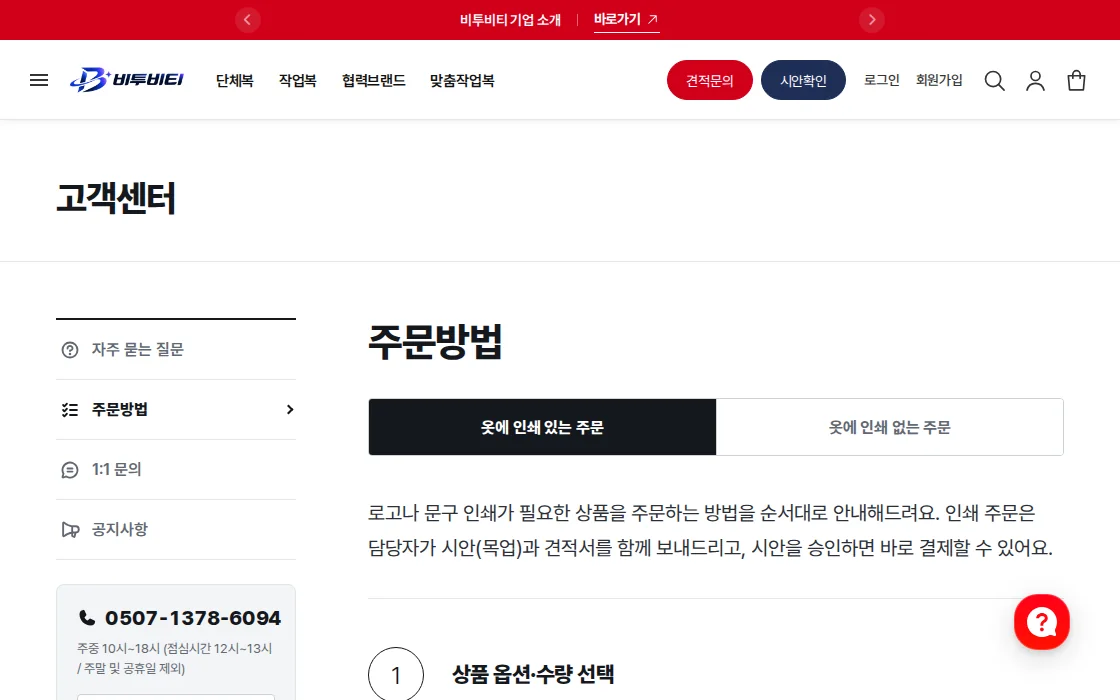 비투비티 기업 소개 바로가기
비투비티 단체복 작업복 협력브랜드 맞춤작업복 견적문의 시안확인 로그인 회원가입
고객센터
자주 묻는 질문
주문방법
1:1 문의
공지사항
0507-1378-6094
주중 10시~18시 (점심시간 12시~13시
/ 주말 및 공휴일 제외)
주문방법
옷에 인쇄 있는 주문 옷에 인쇄 없는 주문
로고나 문구 인쇄가 필요한 상품을 주문하는 방법을 순서대로 안내해드려요. 인쇄 주문은
담당자가 시안(목업)과 견적서를 함께 보내드리고, 시안을 승인하면 바로 결제할 수 있어요.
1 상품 옵션·수량 선택